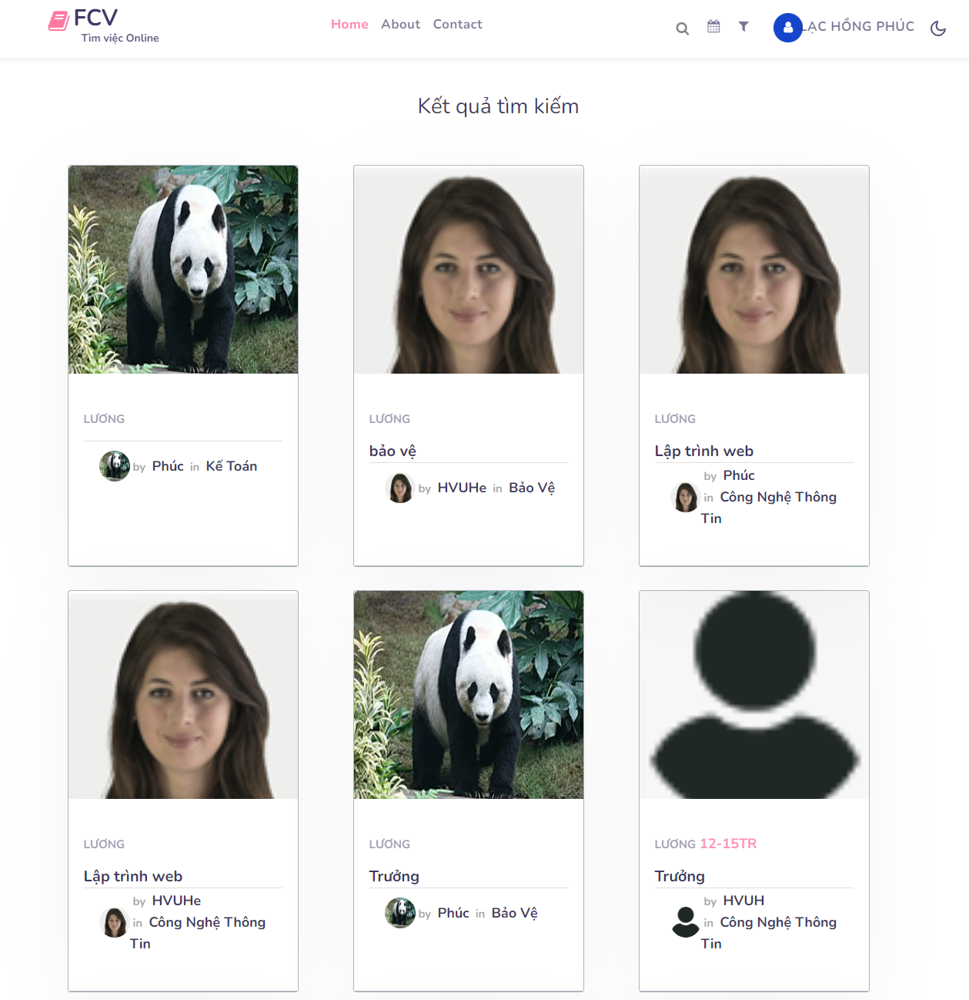 FCV
Tìm việc Online
Home About Contact
LẠC HỒNG PHÚC
Kết quả tìm kiếm
LƯƠNG
by Phúc in Kế Toán
LƯƠNG
bảo vệ
by HVUHe in Bảo Vệ
LƯƠNG
Lập trình web
by Phúc
in Công Nghệ Thông
Tin
LƯƠNG
Lập trình web
by HVUHe
in Công Nghệ Thông
Tin
LƯƠNG
Trưởng
by Phúc in Bảo Vệ
LƯƠNG 12-15TR
Trưởng
by HVUH
in Công Nghệ Thông
Tin